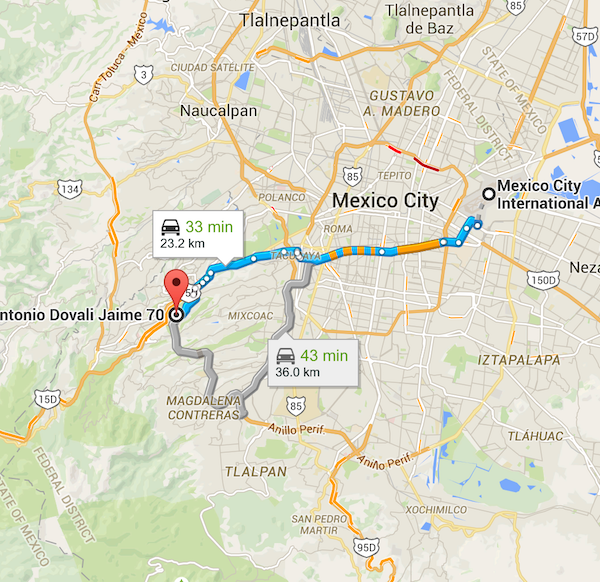 Tlalnepantla
Tlalnepantla
de Baz
57D
Carr Toluca - México
CIUDAD SATÉLITE
3
FEDERAL DISTRICT
STATE OF MEXICO
GUSTAVO
A. MADERO
Naucalpan
85
TEPITO
134
POLANCO
Mexico City
Mexico City
International A
33 min
23.2 km
ROMA
TACUBAYA
150D
Neza
ntonio Dovali Jaime 70
MIXCOAC
43 min
36.0 km
IZTAPALAPA
15D
MAGDALENA
CONTRERAS
85
Anillo Perif
TLÁHUAC
FEDERAL DISTRICT
STATE OF MEXICO
TLALPAN
Anillo Perif
XOCHIMILCO
SAN PEDRO
MARTIR
95D